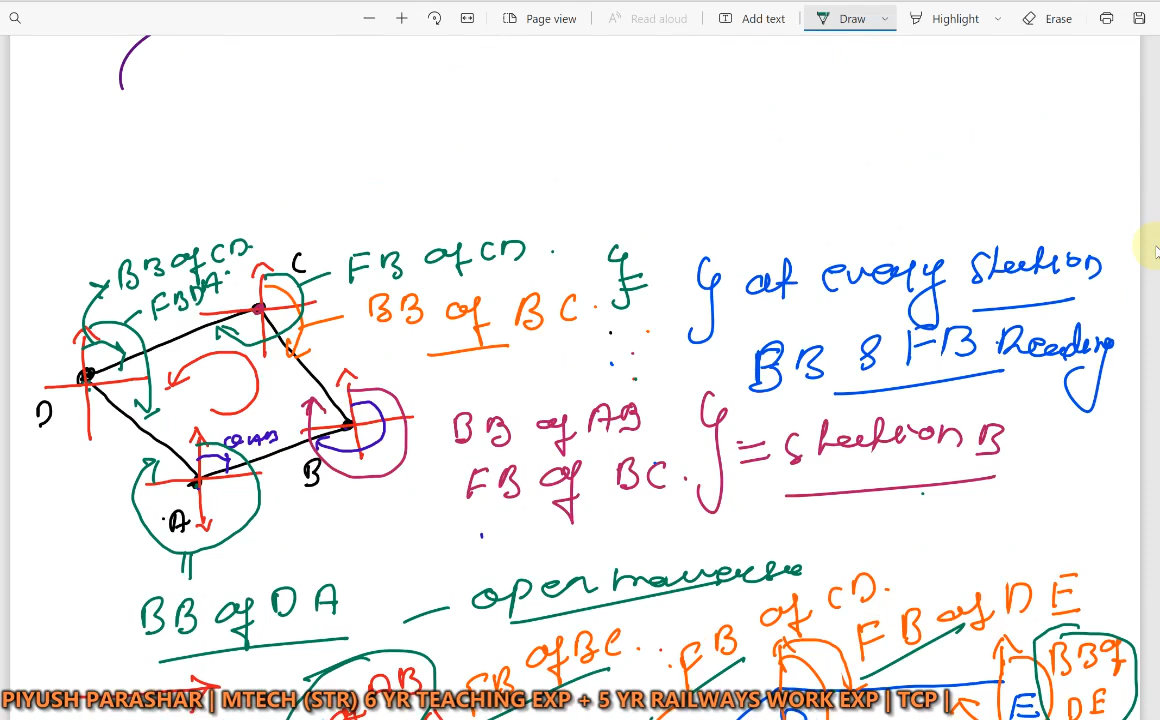 Page view Read aloud Add text Draw Highlight Erase
BB of CD.
FB DA.
C
FB of CD.
BB of BC.
at every
BB & FB Reading
D
BB of AB
FB of BC.
= B
B
A
BB of DA
open traverse
of BC.. FB of CD.
FB of DE
AB
FB
BB of
DE
E
PIYUSH PARASHAR | MTECH (STR) 6 YR TEACHING EXP + 5 YR RAILWAYS WORK EXP | TCP |